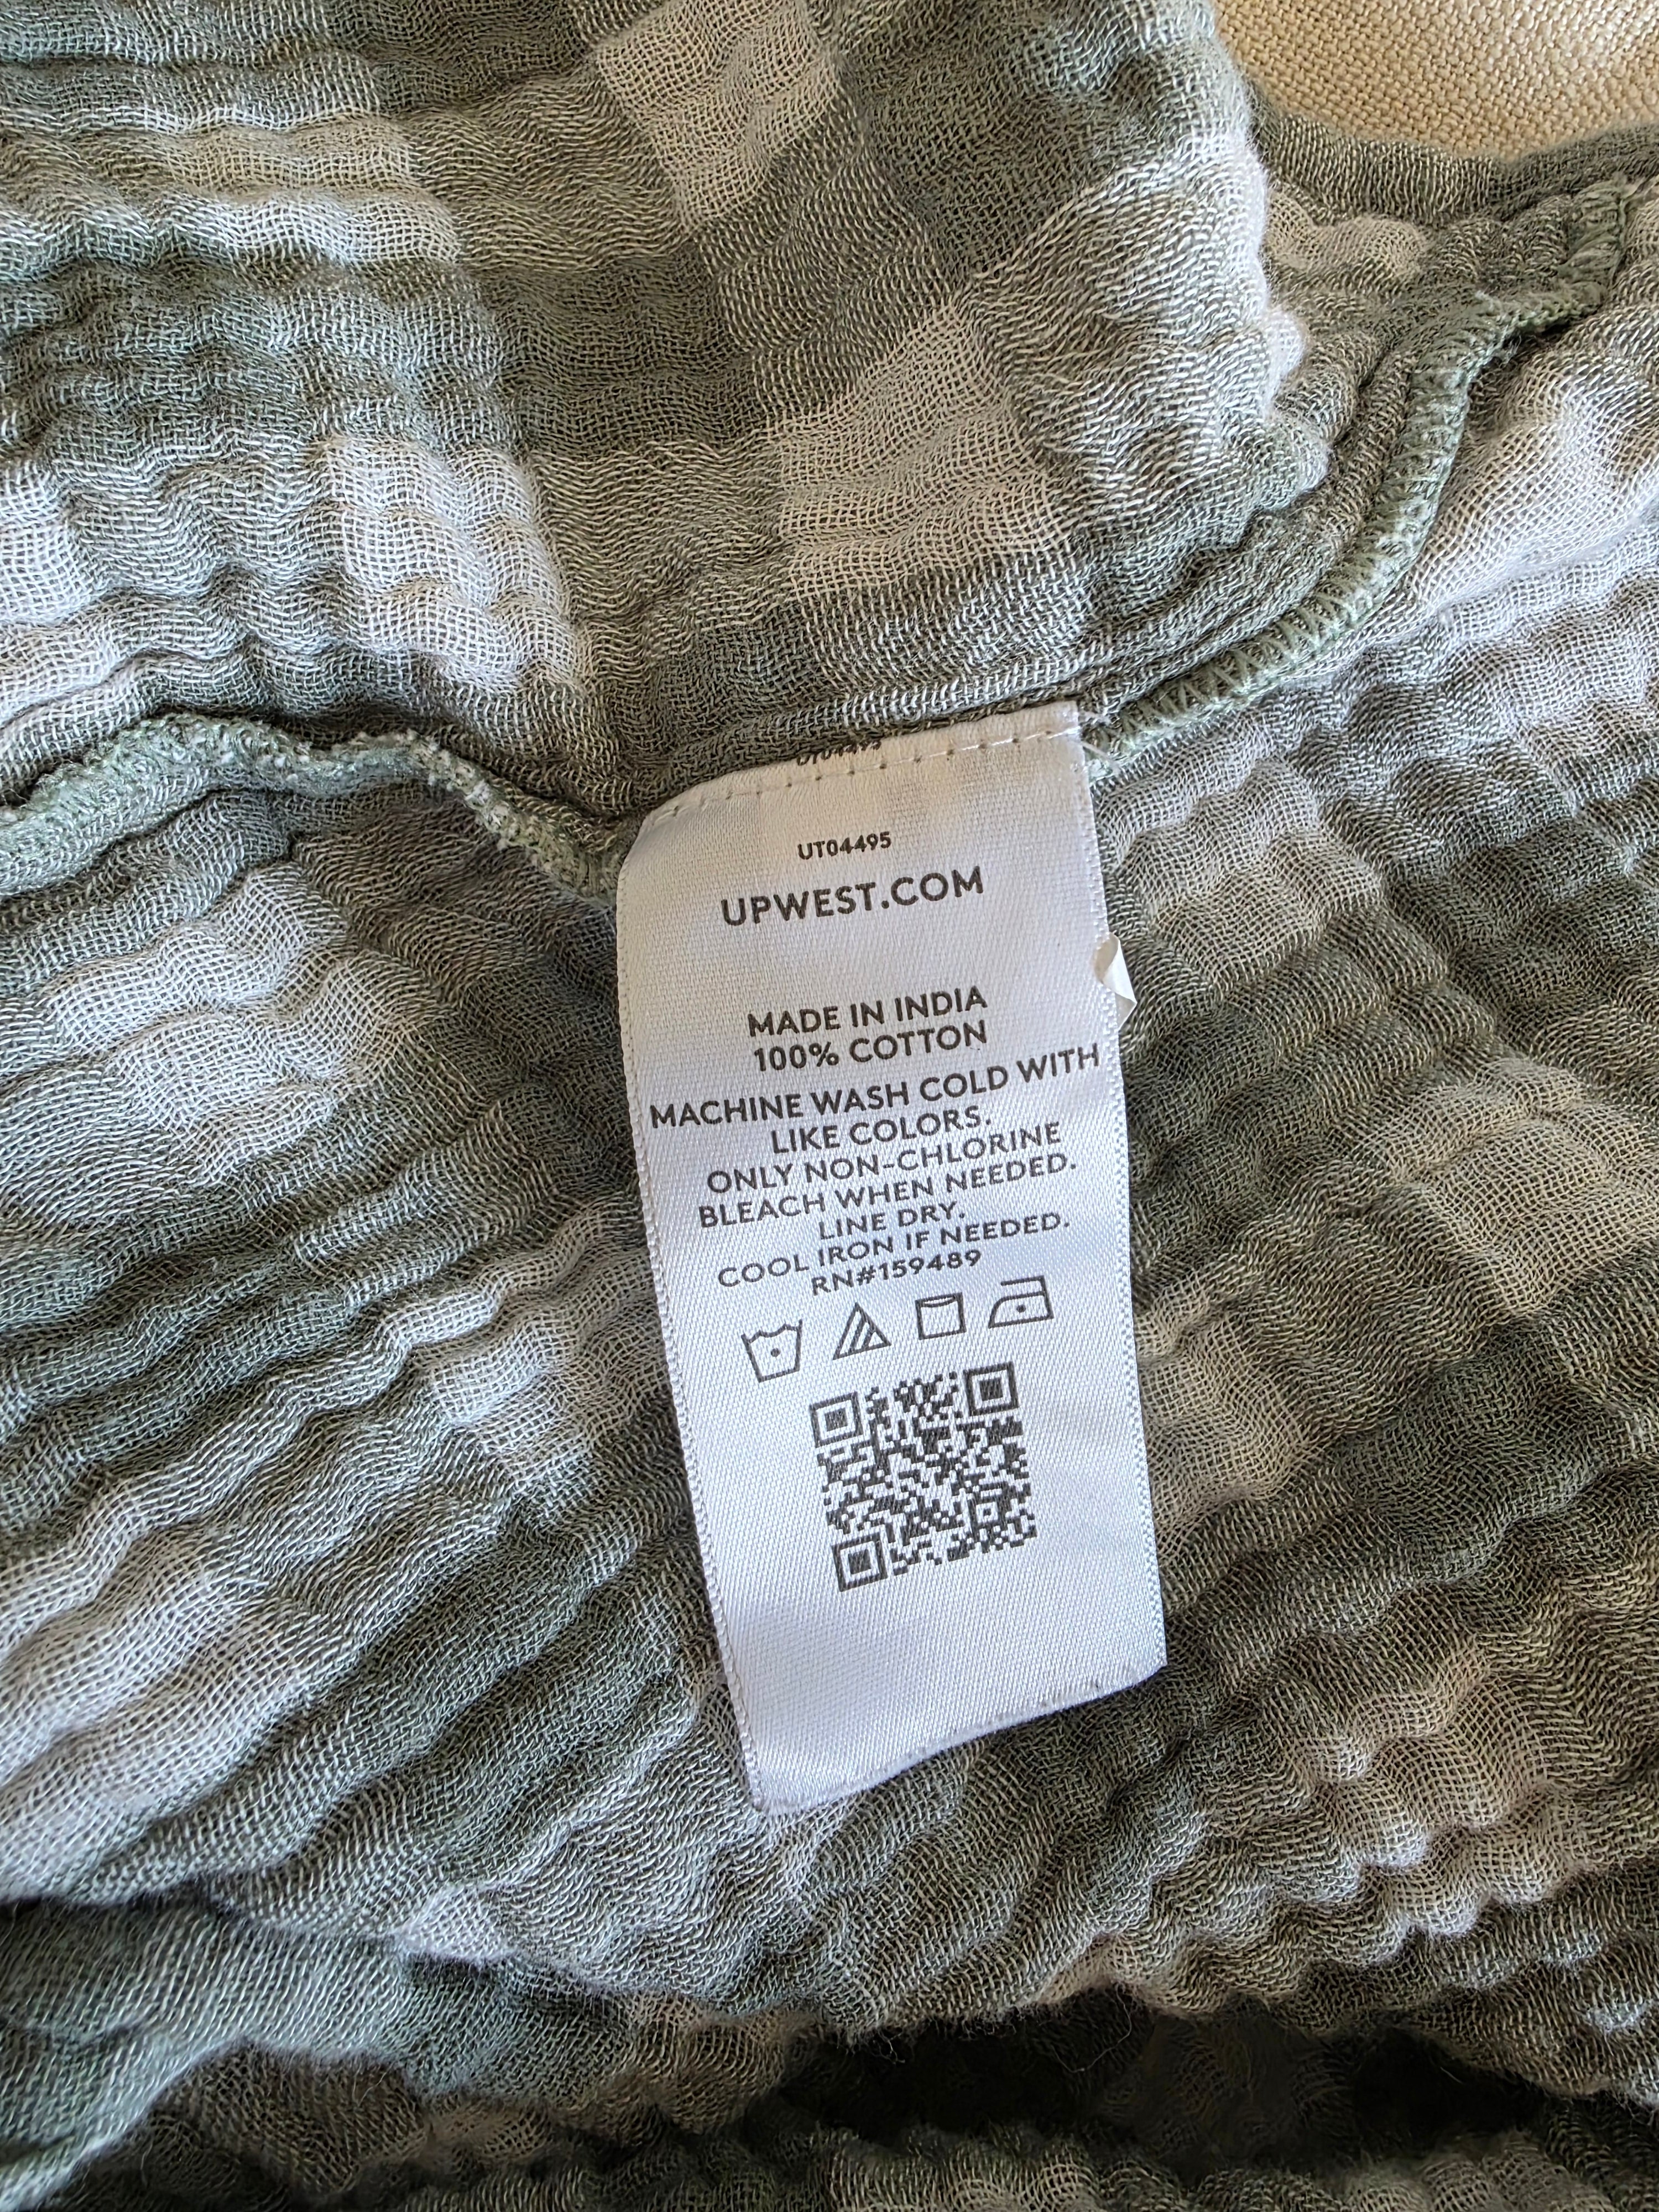 UT04495
UPWEST.COM
MADE IN INDIA
100% COTTON
MACHINE WASH COLD WITH
LIKE COLORS.
ONLY NON-CHLORINE
BLEACH WHEN NEEDED.
LINE DRY.
COOL IRON IF NEEDED.
RN#159489